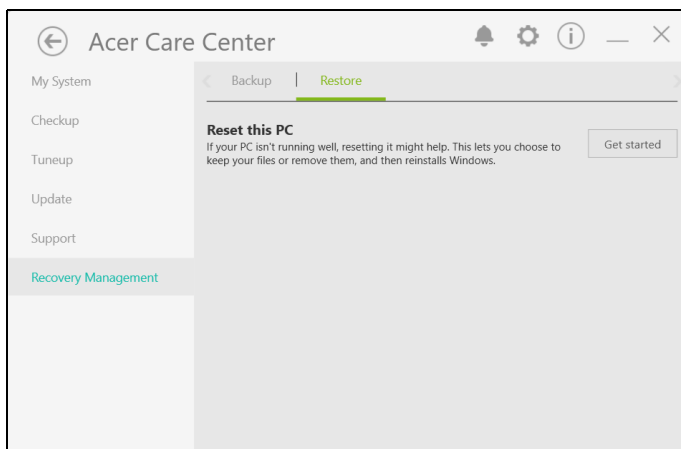 Acer Care Center
My System
Checkup
Tuneup
Update
Support
Recovery Management
Backup | Restore
Reset this PC
If your PC isn't running well, resetting it might help. This lets you choose to
keep your files or remove them, and then reinstalls Windows.
Get started